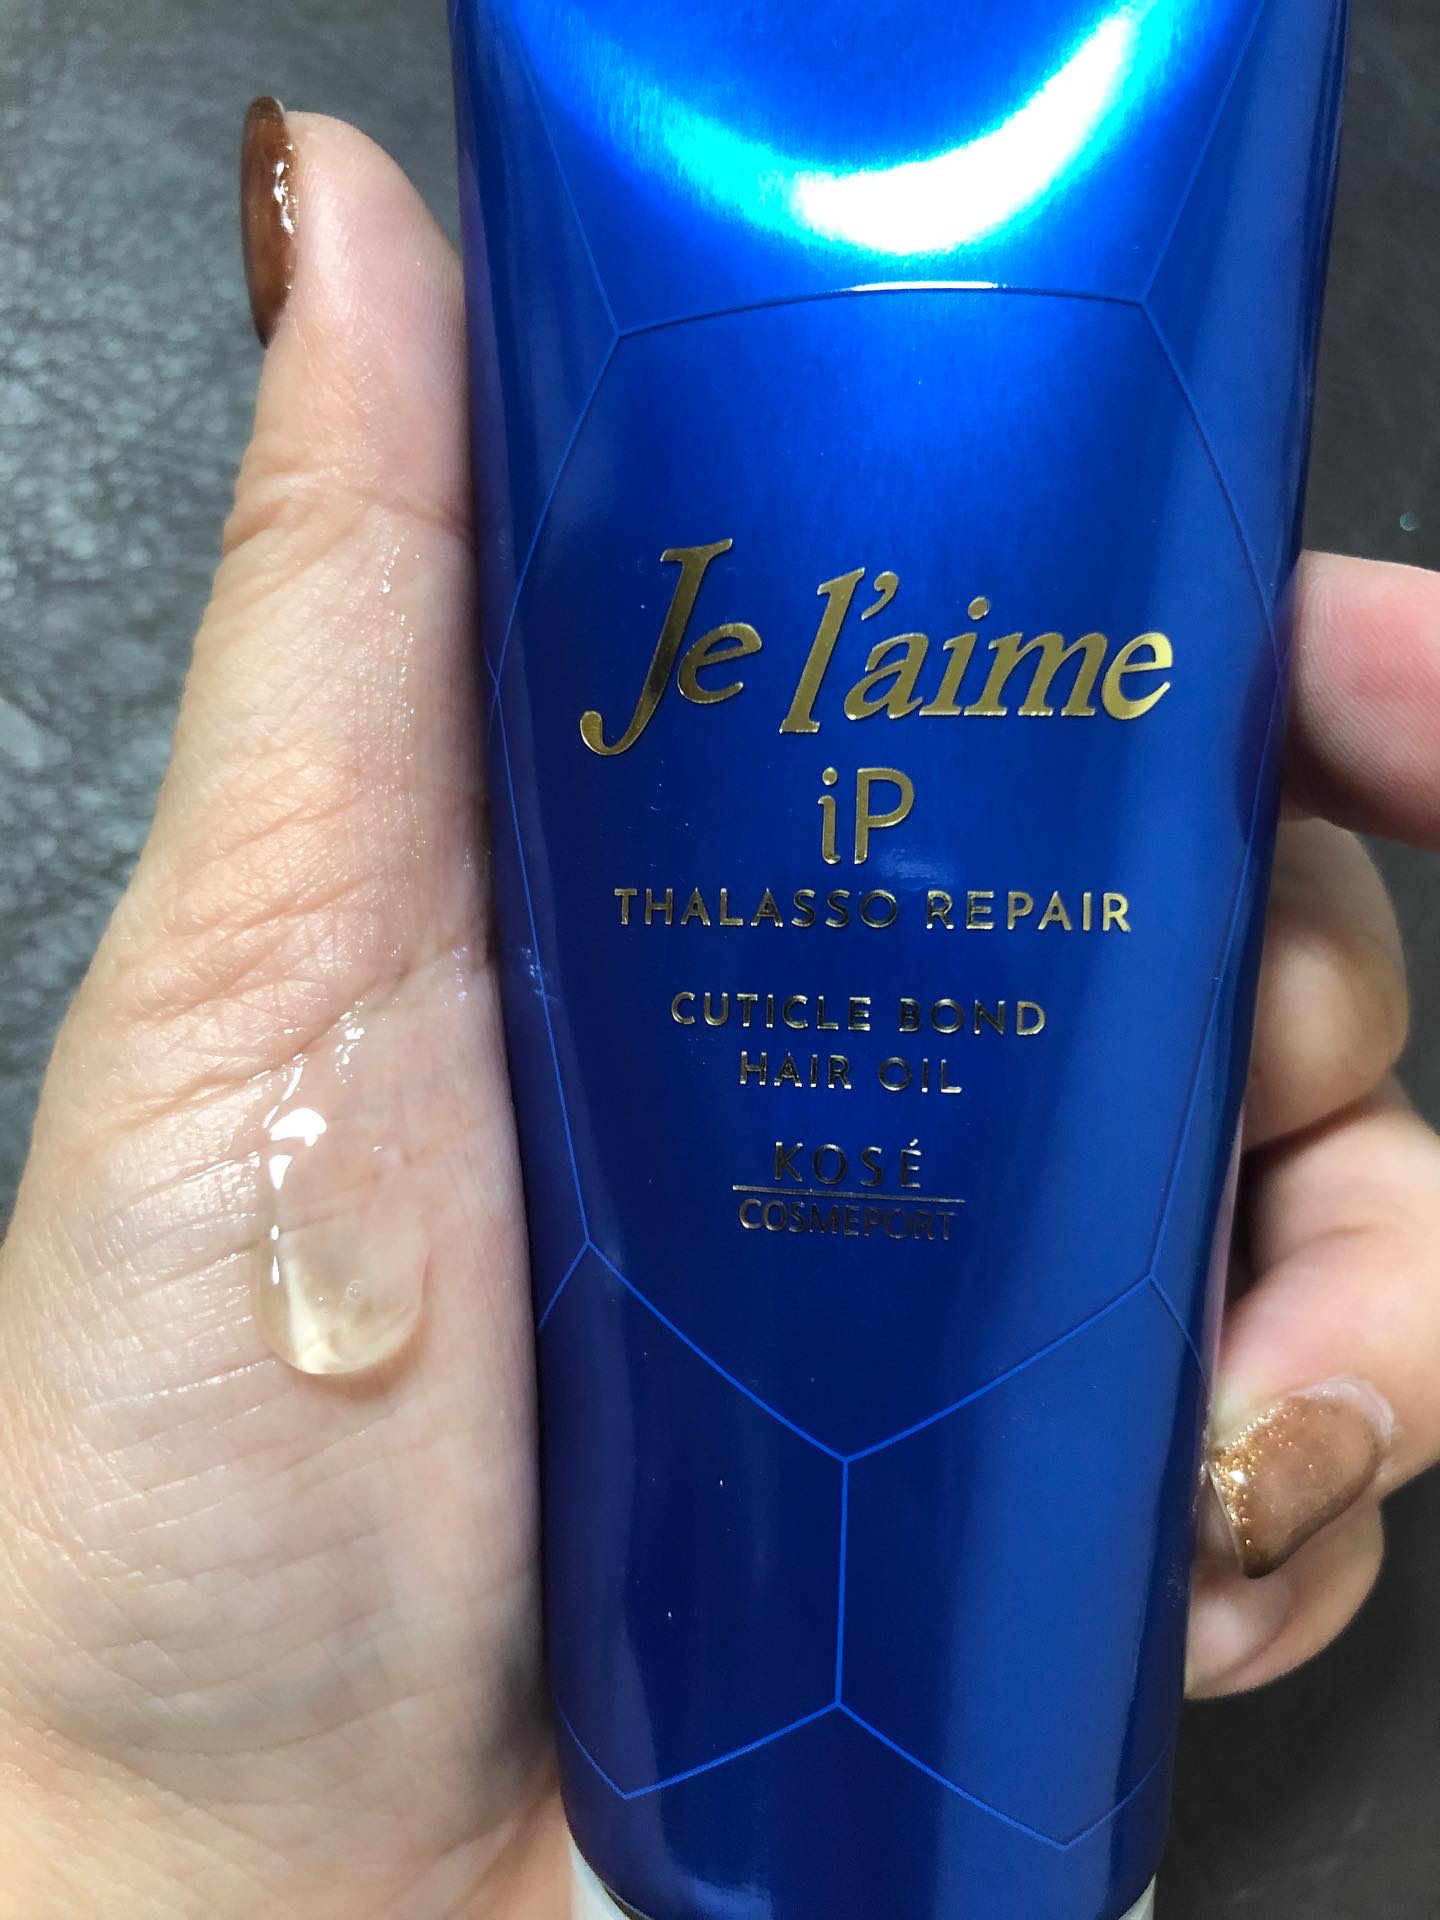 Je l'aime
iP
THALASSO REPAIR
CUTICLE BOND
HAIR OIL
KOSÉ
COSMEPORT